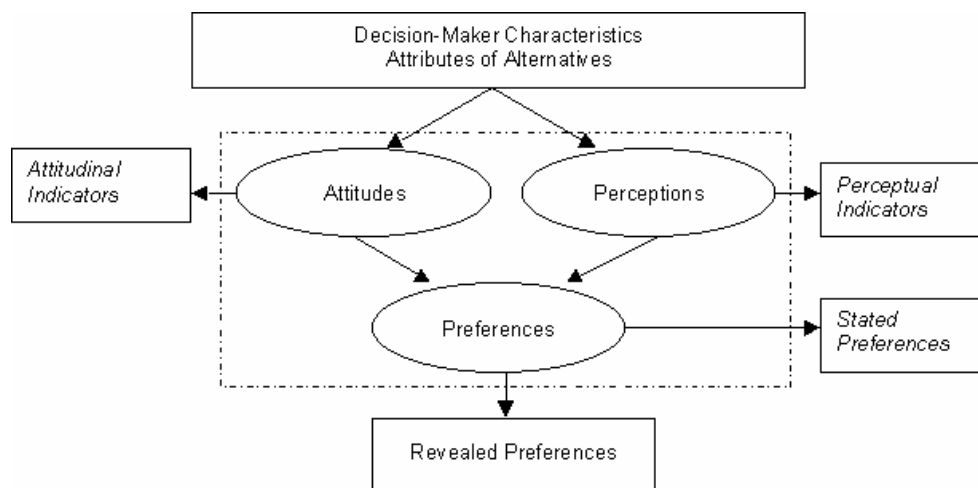 Decision-Maker Characteristics
Attributes of Alternatives
Attitudinal
Indicators
Attitudes
Perceptions
Perceptual
Indicators
Preferences
Stated
Preferences
Revealed Preferences